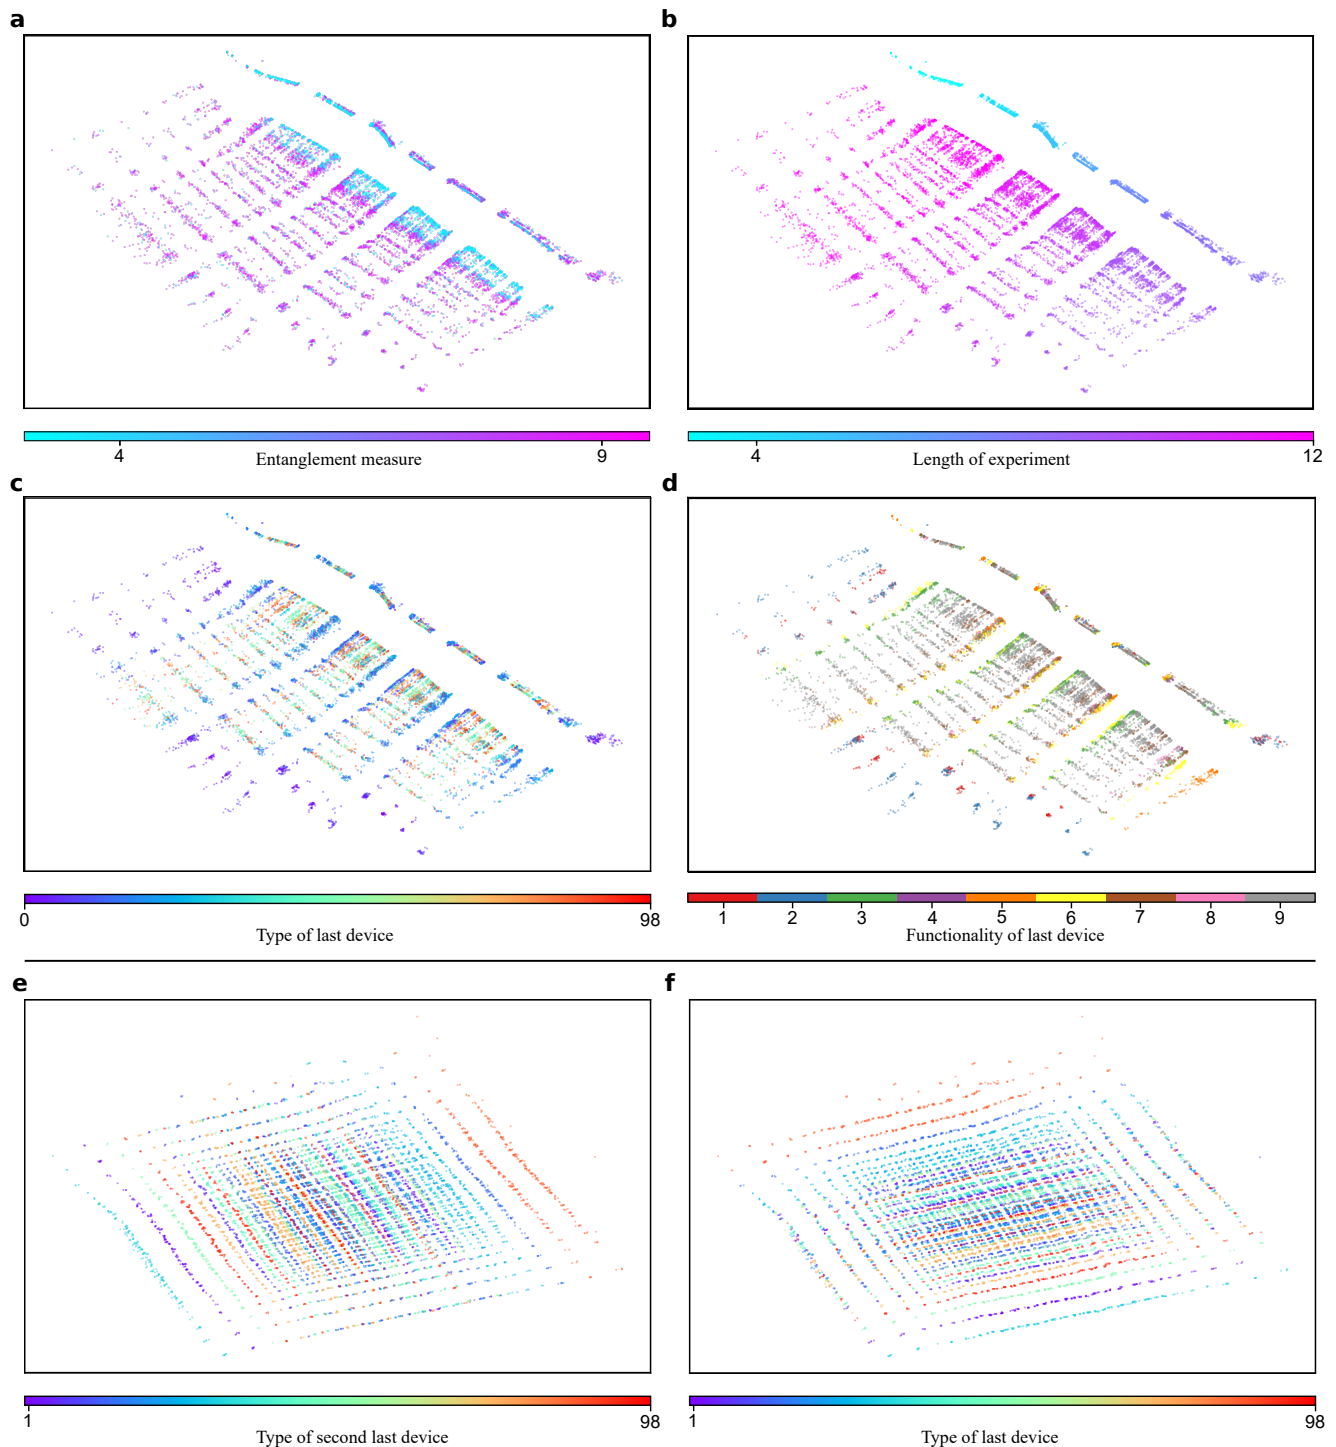 a
b
4
9
Entanglement measure
4
12
Length of experiment
c
d
0
98
Type of last device
1 2 3 4 5 6 7 8 9
Functionality of last device
e
f
1
98
Type of second last device
1
98
Type of last device